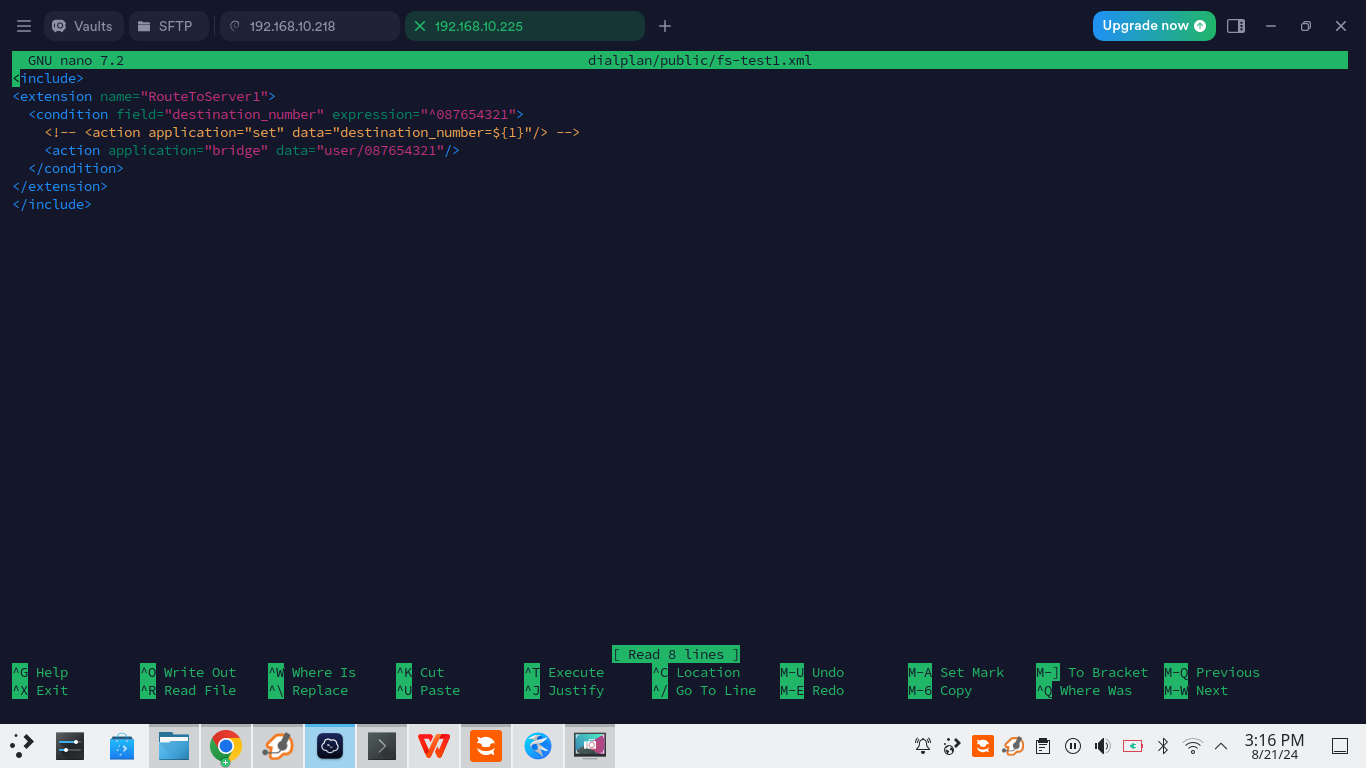 Vaults
SFTP
192.168.10.218
192.168.10.225
Upgrade now
GNU nano 7.2 dialplan/public/fs-test1.xml
<include>
<extension name="RouteToServer1">
  <condition field="destination_number" expression="^087654321">
    <!-- <action application="set" data="destination_number=${1}"/> -->
    <action application="bridge" data="user/087654321"/>
  </condition>
</extension>
</include>
[ Read 8 lines ]
^G Help ^O Write Out ^W Where Is ^K Cut ^T Execute ^C Location M-U Undo M-A Set Mark M-] To Bracket M-Q Previous
^X Exit ^R Read File ^\ Replace ^U Paste ^J Justify ^/ Go To Line M-E Redo M-6 Copy ^Q Where Was M-W Next
3:16 PM
8/21/24